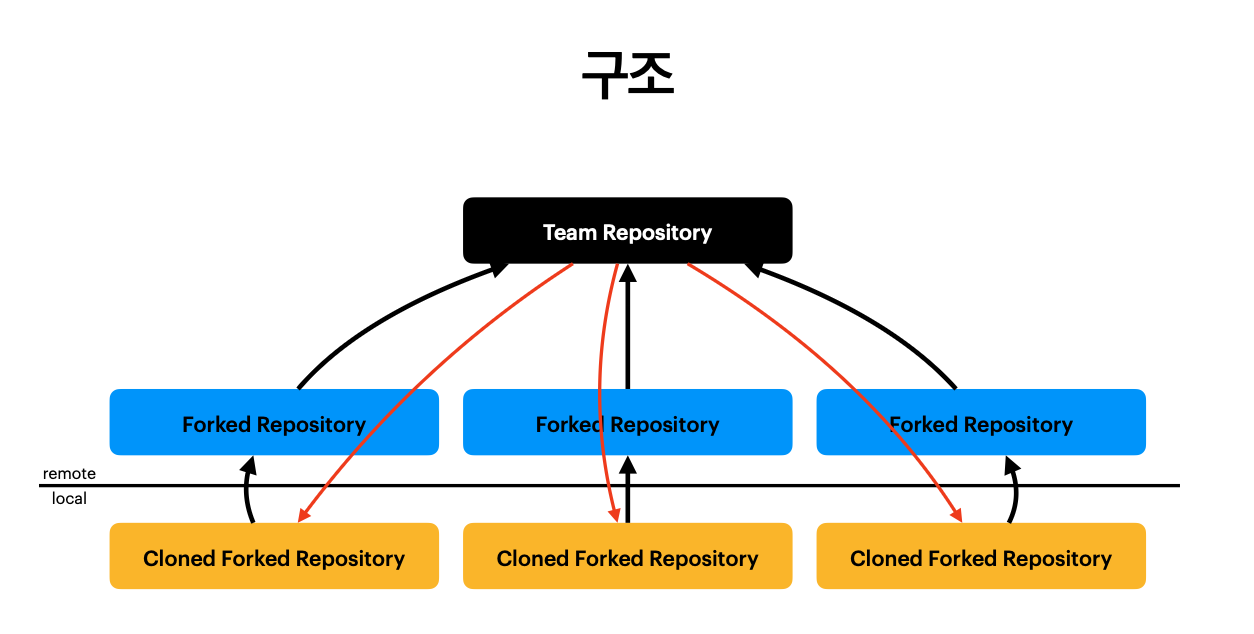 구조
Team Repository
Forked Repository
Forked Repository
Forked Repository
remote
local
Cloned Forked Repository
Cloned Forked Repository
Cloned Forked Repository